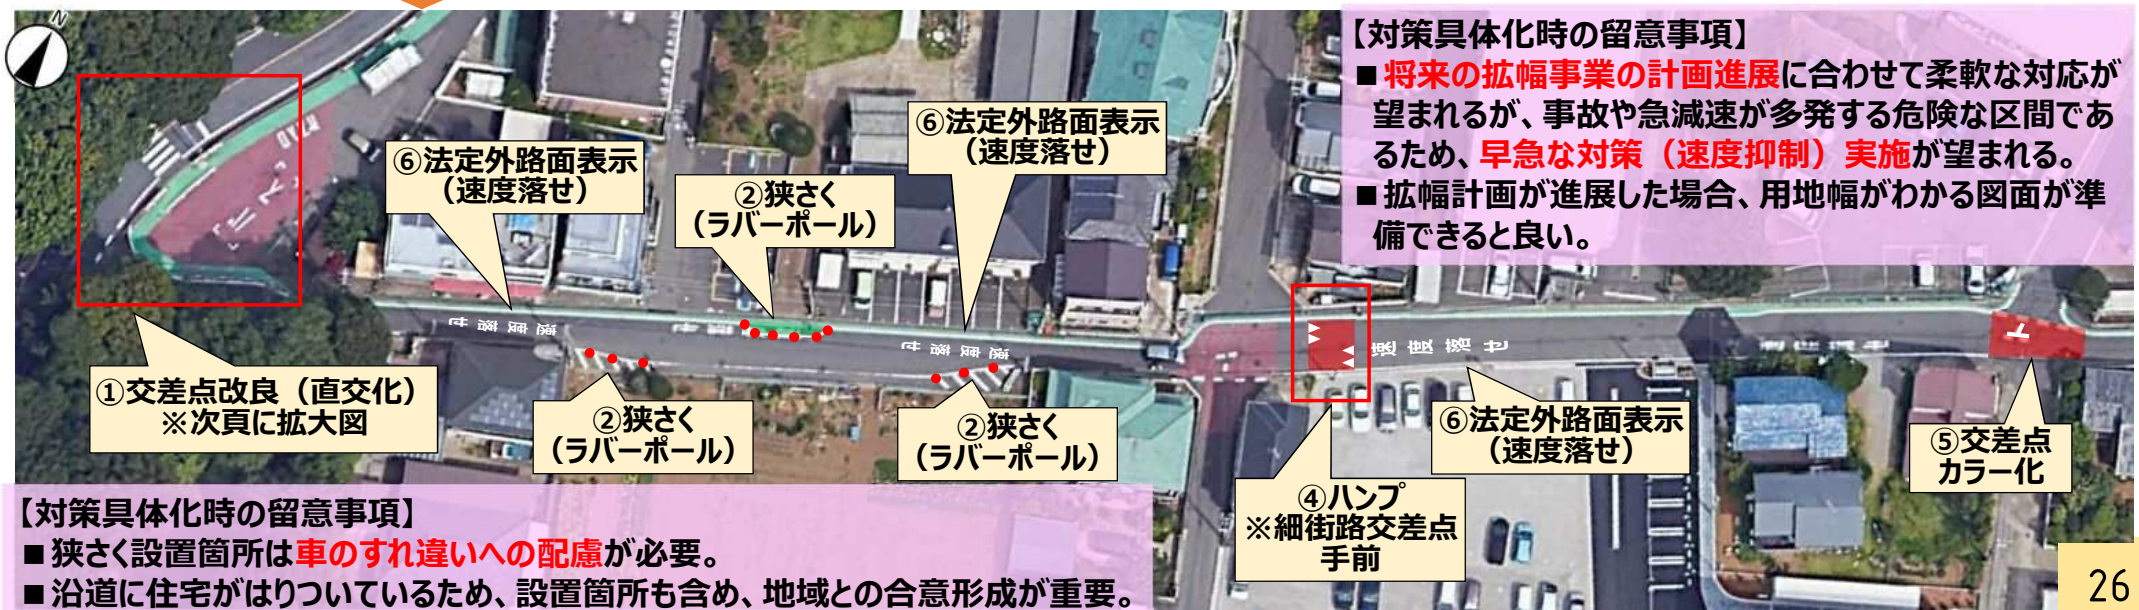 N
【対策具体化時の留意事項】
■将来の拡幅事業の計画進展に合わせて柔軟な対応が
望まれるが、事故や急減速が多発する危険な区間であ
るため、早急な対策（速度抑制）実施が望まれる。
■拡幅計画が進展した場合、用地幅がわかる図面が準
備できると良い。
⑥法定外路面表示
（速度落せ）
②狭さく
（ラバーポール）
⑥法定外路面表示
（速度落せ）
速度落せ
速度落せ
速度落せ
①交差点改良（直交化）
※次頁に拡大図
②狭さく
（ラバーポール）
②狭さく
（ラバーポール）
④ハンプ
※細街路交差点
手前
⑥法定外路面表示
（速度落せ）
⑤交差点
カラー化
【対策具体化時の留意事項】
■狭さく設置箇所は車のすれ違いへの配慮が必要。
■沿道に住宅がはりついているため、設置箇所も含め、地域との合意形成が重要。
26